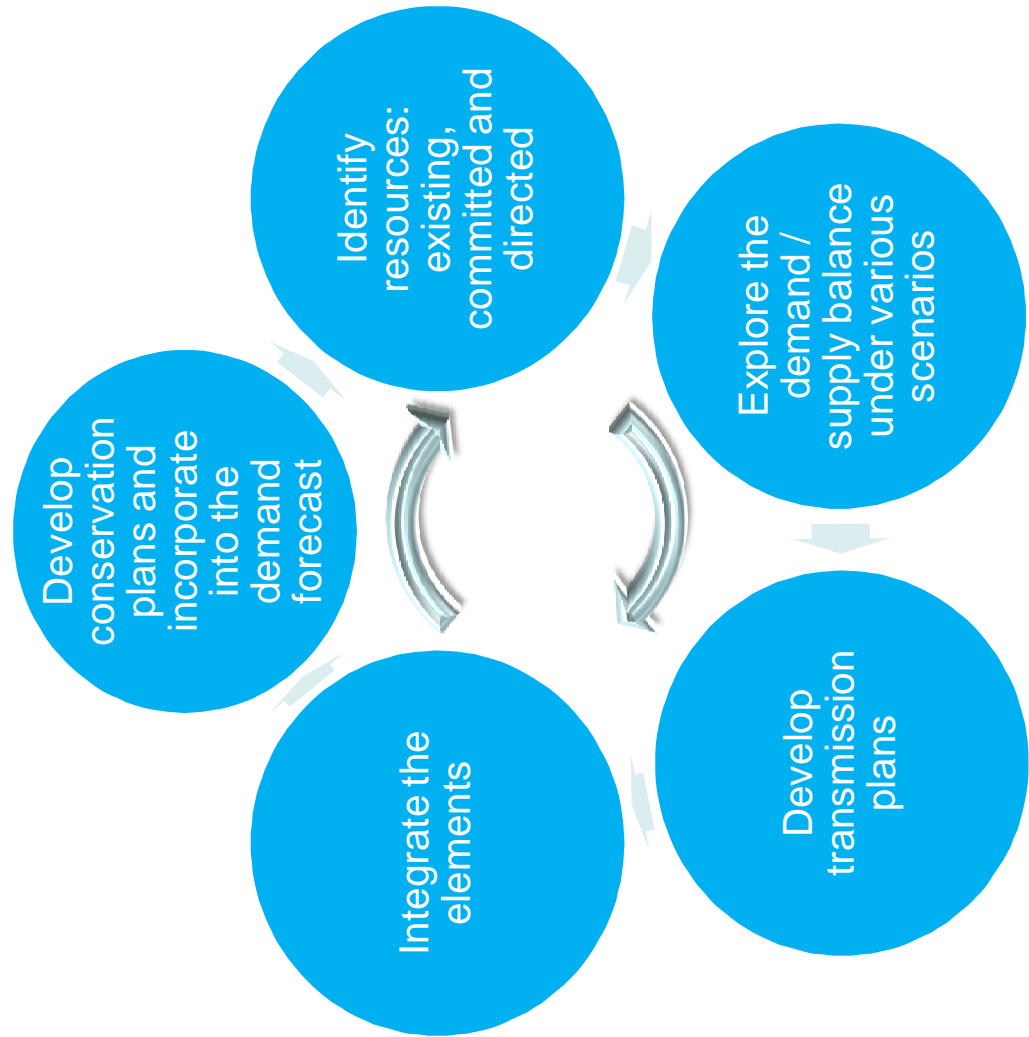 Develop
conservation
plans and
incorporate
into the
demand
forecast
Identify
resources:
existing,
committed and
directed
Explore the
demand /
supply balance
under various
scenarios
Develop
transmission
plans
Integrate the
elements